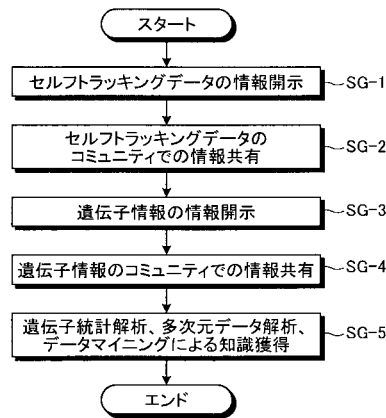 スタート
セルフトラッキングデータの情報開示
SG-1
セルフトラッキングデータの
コミュニティでの情報共有
SG-2
遺伝子情報の情報開示
SG-3
遺伝子情報のコミュニティでの情報共有
SG-4
遺伝子統計解析、多次元データ解析、
データマイニングによる知識獲得
SG-5
エンド